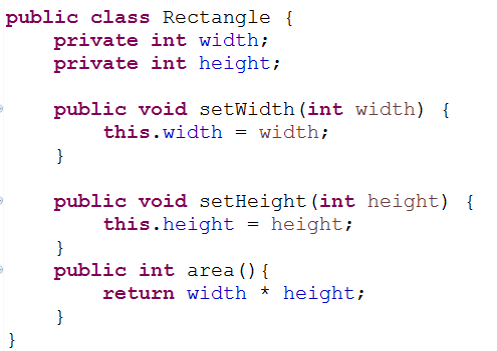 public class Rectangle {
    private int width;
    private int height;

    public void setWidth(int width) {
        this.width = width;
    }

    public void setHeight(int height) {
        this.height = height;
    }
    public int area(){
        return width * height;
    }
}